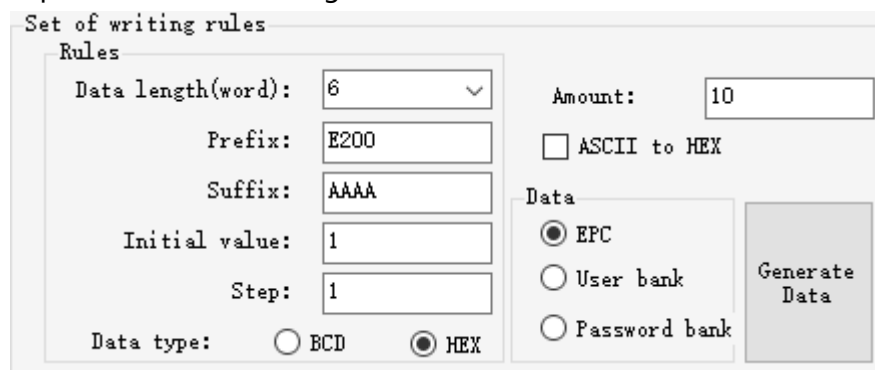 Set of writing rules
Rules
Data length(word): 6
Prefix: E200
Suffix: AAAA
Initial value: 1
Step: 1
Data type: BCD HEX
Amount: 10
ASCII to HEX
Data
EPC
User bank
Password bank
Generate
Data